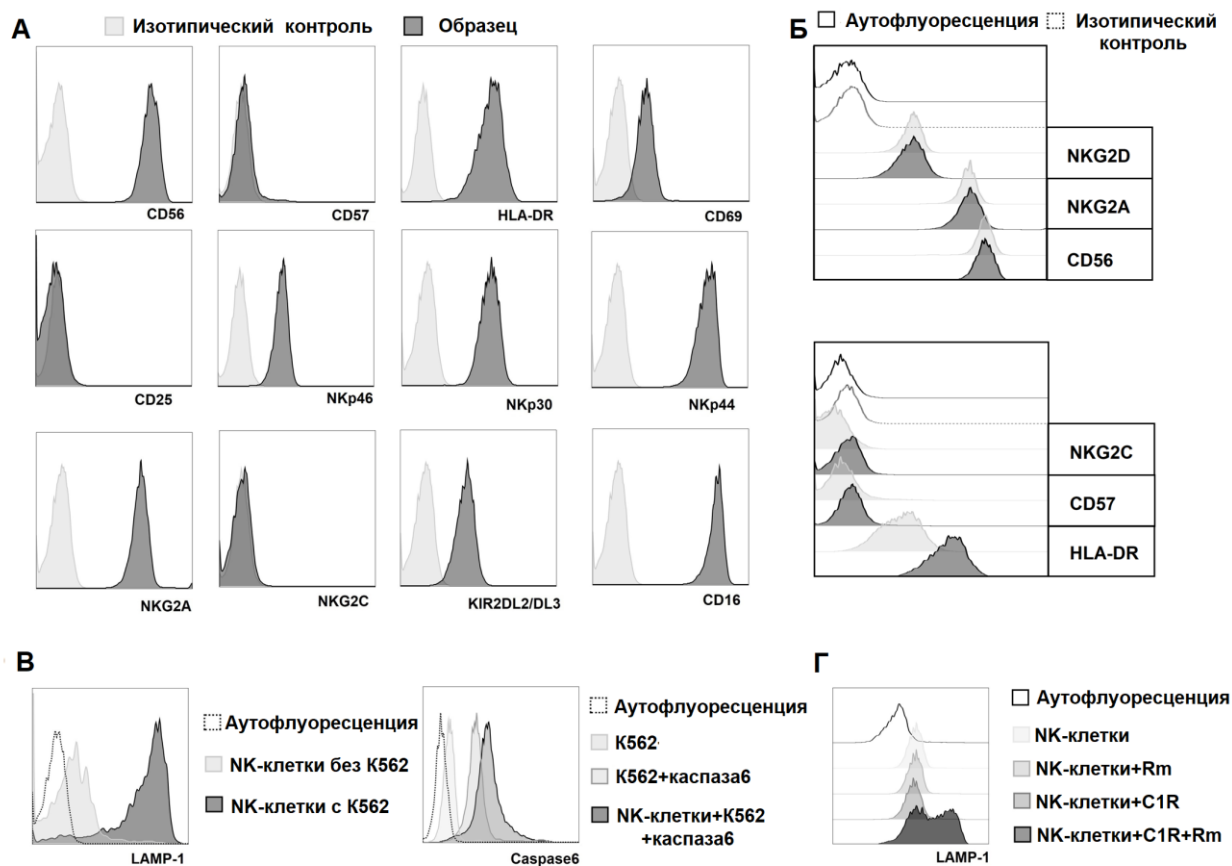 А
Изотипический контроль
Образец
CD56
CD57
HLA-DR
CD69
CD25
NKp46
NKp30
NKp44
NKG2A
NKG2C
KIR2DL2/DL3
CD16
Б
Аутофлуоресценция
Изотипический
контроль
NKG2D
NKG2A
CD56
NKG2C
CD57
HLA-DR
В
Аутофлуоресценция
NK-клетки без К562
NK-клетки с К562
LAMP-1
Аутофлуоресценция
К562
К562+каспаза6
NK-клетки+К562
+каспаза6
Caspase6
Г
Аутофлуоресценция
NK-клетки
NK-клетки+Rm
NK-клетки+C1R
NK-клетки+C1R+Rm
LAMP-1